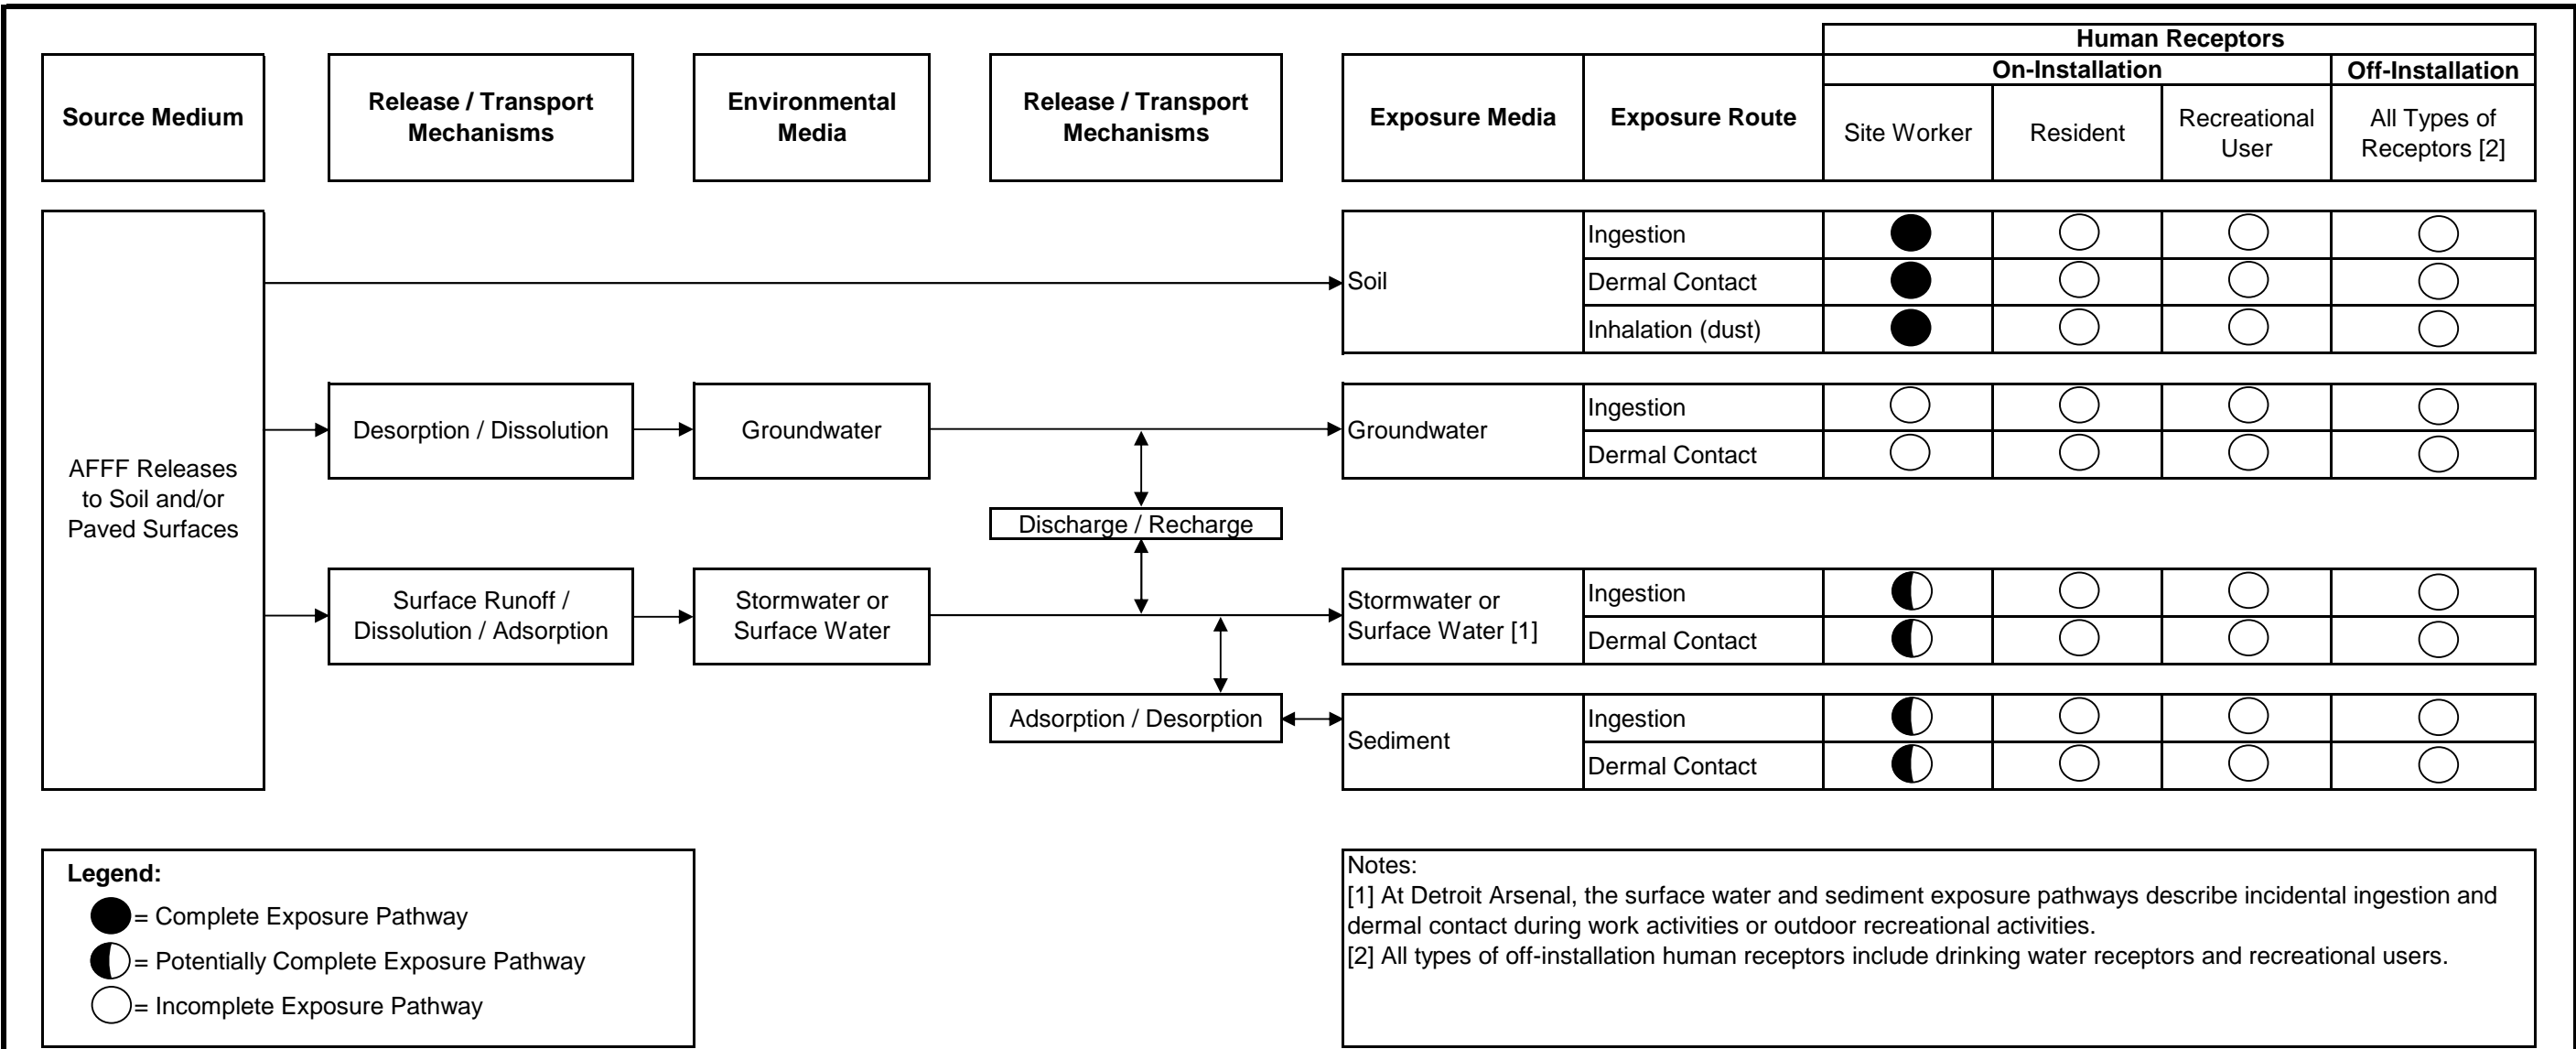 Human Receptors
On-Installation
Off-Installation
Source Medium
Release / Transport
Mechanisms
Environmental
Media
Release / Transport
Mechanisms
Exposure Media
Exposure Route
Site Worker
Resident
Recreational
User
All Types of
Receptors [2]
AFFF Releases
to Soil and/or
Paved Surfaces
Soil
Ingestion
Dermal Contact
Inhalation (dust)
Desorption / Dissolution
Groundwater
Groundwater
Ingestion
Dermal Contact
Discharge / Recharge
Surface Runoff /
Dissolution / Adsorption
Stormwater or
Surface Water
Stormwater or
Surface Water [1]
Ingestion
Dermal Contact
Adsorption / Desorption
Sediment
Ingestion
Dermal Contact
Legend:
= Complete Exposure Pathway
= Potentially Complete Exposure Pathway
= Incomplete Exposure Pathway
Notes:
[1] At Detroit Arsenal, the surface water and sediment exposure pathways describe incidental ingestion and
dermal contact during work activities or outdoor recreational activities.
[2] All types of off-installation human receptors include drinking water receptors and recreational users.